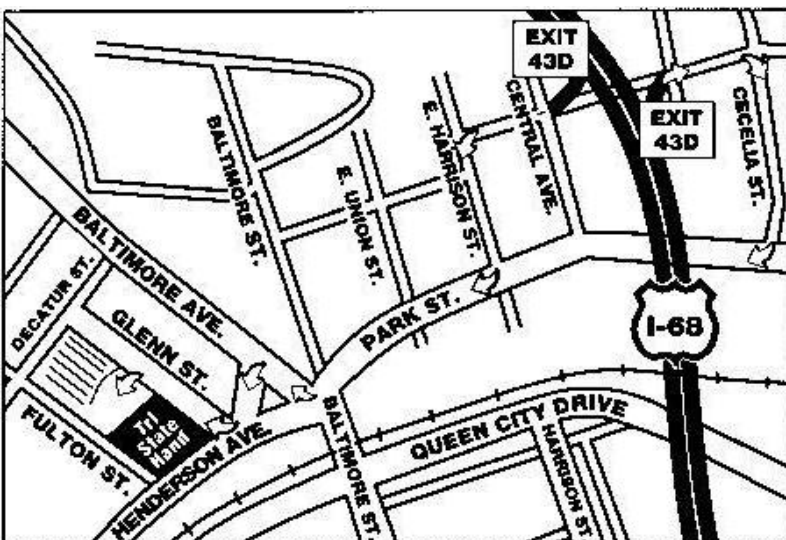 EXIT
43D
EXIT
43D
CENTRAL AVE.
CECELIA ST.
E. HARRISON ST.
BALTIMORE ST.
E. UNION ST.
BALTIMORE AVE.
DECATUR ST.
GLENN ST.
PARK ST.
I-68
FULTON ST.
Tri
State
HENDERSON AVE.
BALTIMORE ST.
QUEEN CITY DRIVE
HARRISON ST.